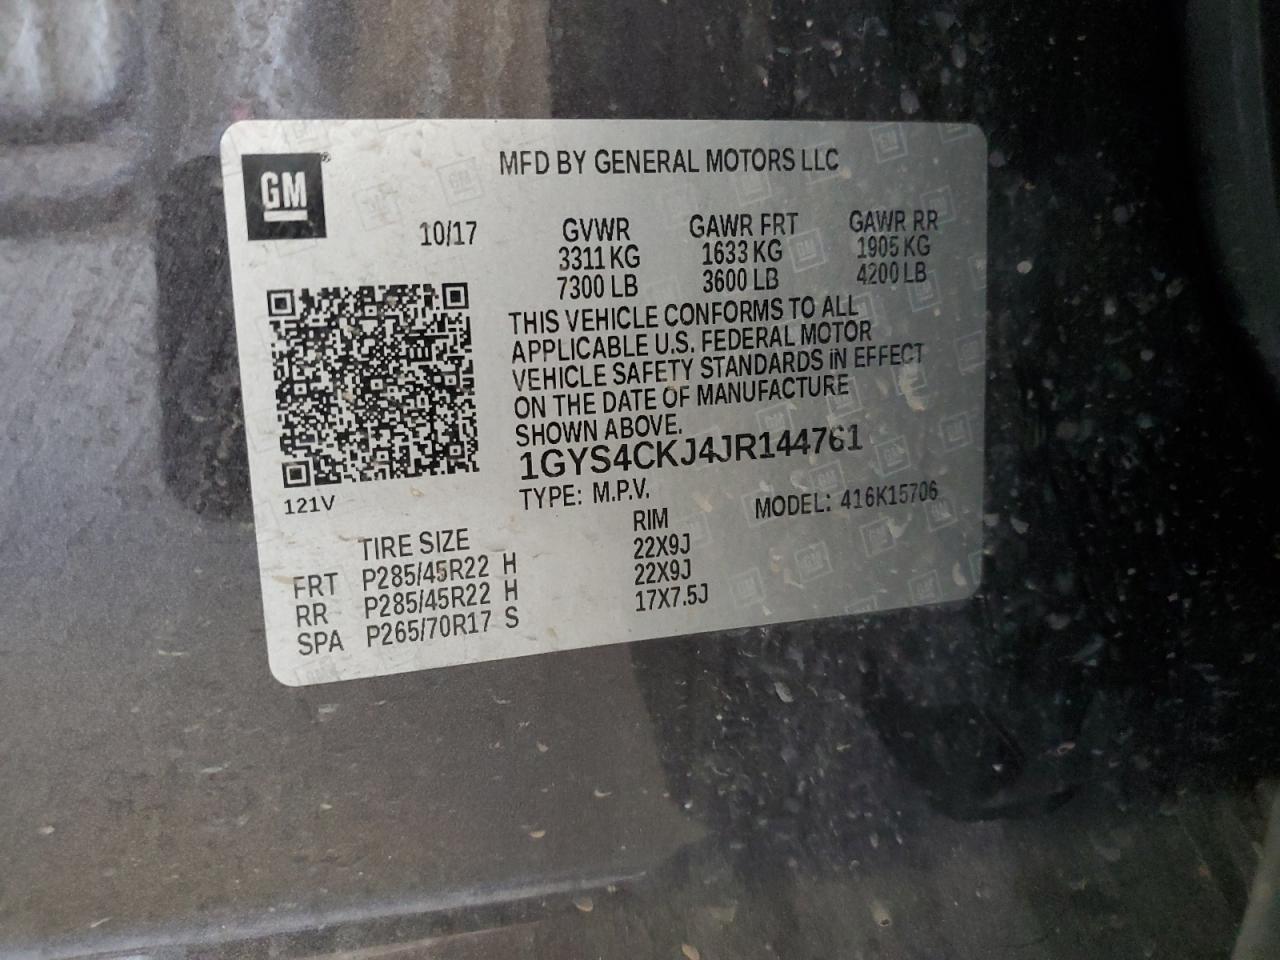 GM®
MFD BY GENERAL MOTORS LLC
10/17
GVWR GAWR FRT GAWR RR
3311 KG 1633 KG 1905 KG
7300 LB 3600 LB 4200 LB
THIS VEHICLE CONFORMS TO ALL
APPLICABLE U.S. FEDERAL MOTOR
VEHICLE SAFETY STANDARDS IN EFFECT
ON THE DATE OF MANUFACTURE
SHOWN ABOVE.
1GYS4CKJ4JR144761
121V
TYPE: M.P.V. MODEL: 416K15706
TIRE SIZE RIM
FRT P285/45R22 H 22X9J
RR P285/45R22 H 22X9J
SPA P265/70R17 S 17X7.5J